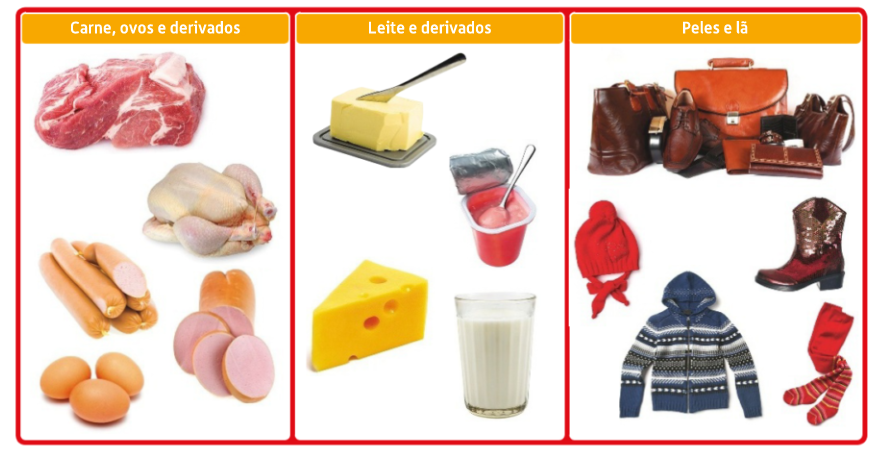 Carne, ovos e derivados
Leite e derivados
Peles e lã